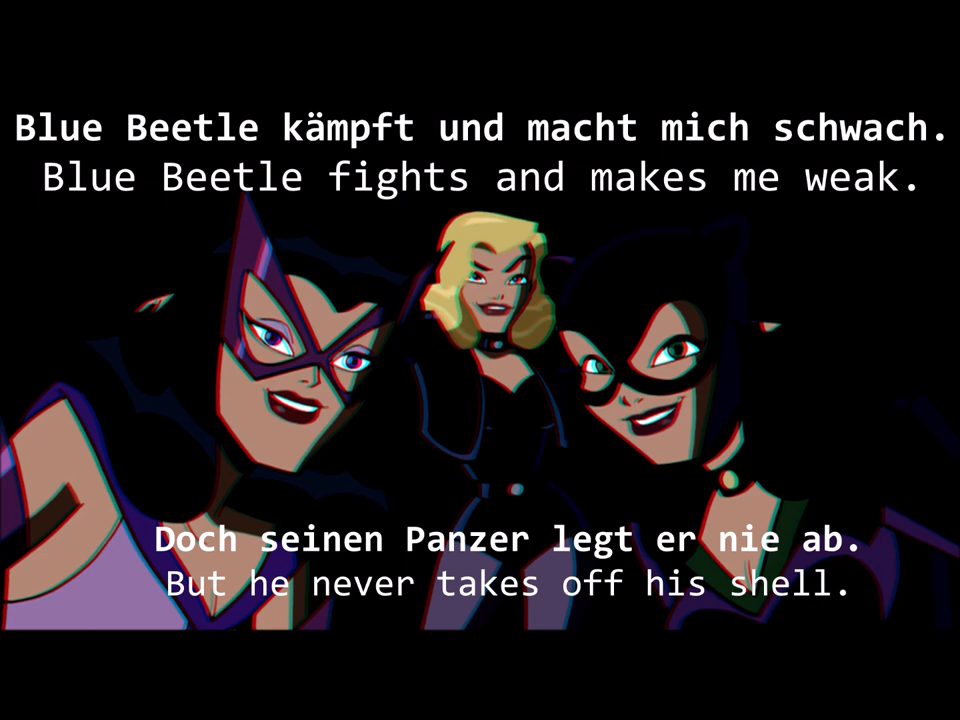 Blue Beetle kämpft und macht mich schwach.
Blue Beetle fights and makes me weak.
Doch seinen Panzer legt er nie ab.
But he never takes off his shell.